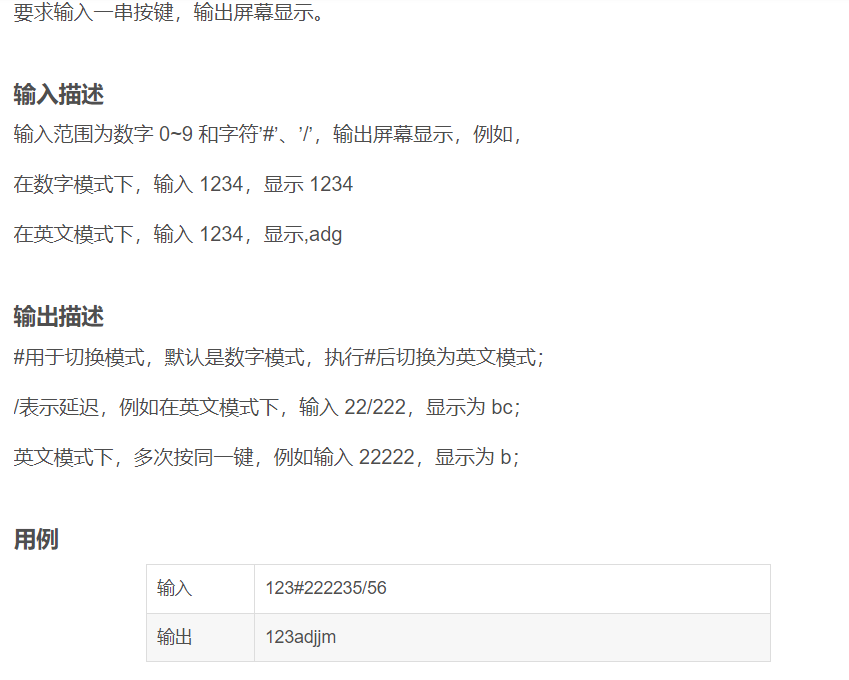 要求输入一串按键，输出屏幕显示。
输入描述
输入范围为数字 0~9 和字符’#’、’/’，输出屏幕显示，例如，
在数字模式下，输入 1234，显示 1234
在英文模式下，输入 1234，显示,adg
输出描述
#用于切换模式，默认是数字模式，执行#后切换为英文模式；
/表示延迟，例如在英文模式下，输入 22/222，显示为 bc；
英文模式下，多次按同一键，例如输入 22222，显示为 b；
用例
输入 123#222235/56
输出 123adjjm